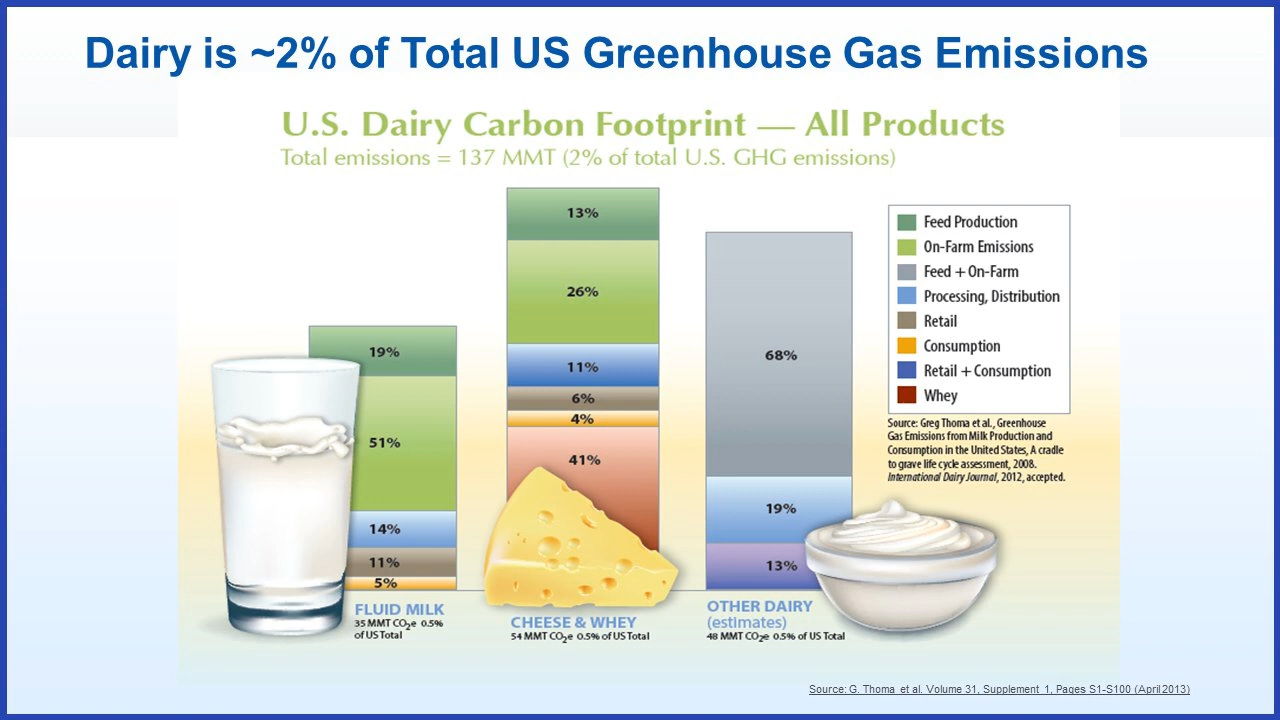 Dairy is ~2% of Total US Greenhouse Gas Emissions
U.S. Dairy Carbon Footprint — All Products
Total emissions = 137 MMT (2% of total U.S. GHG emissions)
19%
51%
14%
11%
5%
FLUID MILK
35 MMT CO2e 0.5%
of US Total
13%
26%
11%
6%
4%
41%
CHEESE & WHEY
54 MMT CO2e 0.5% of US Total
68%
19%
13%
OTHER DAIRY
(estimates)
48 MMT CO2e 0.5% of US Total
Feed Production
On-Farm Emissions
Feed + On-Farm
Processing, Distribution
Retail
Consumption
Retail + Consumption
Whey
Source: Greg Thoma et al., Greenhouse
Gas Emissions from Milk Production and
Consumption in the United States, A cradle
to grave life cycle assessment, 2008.
International Dairy Journal, 2012, accepted.
Source: G. Thoma et al. Volume 31, Supplement 1, Pages S1-S100 (April 2013)